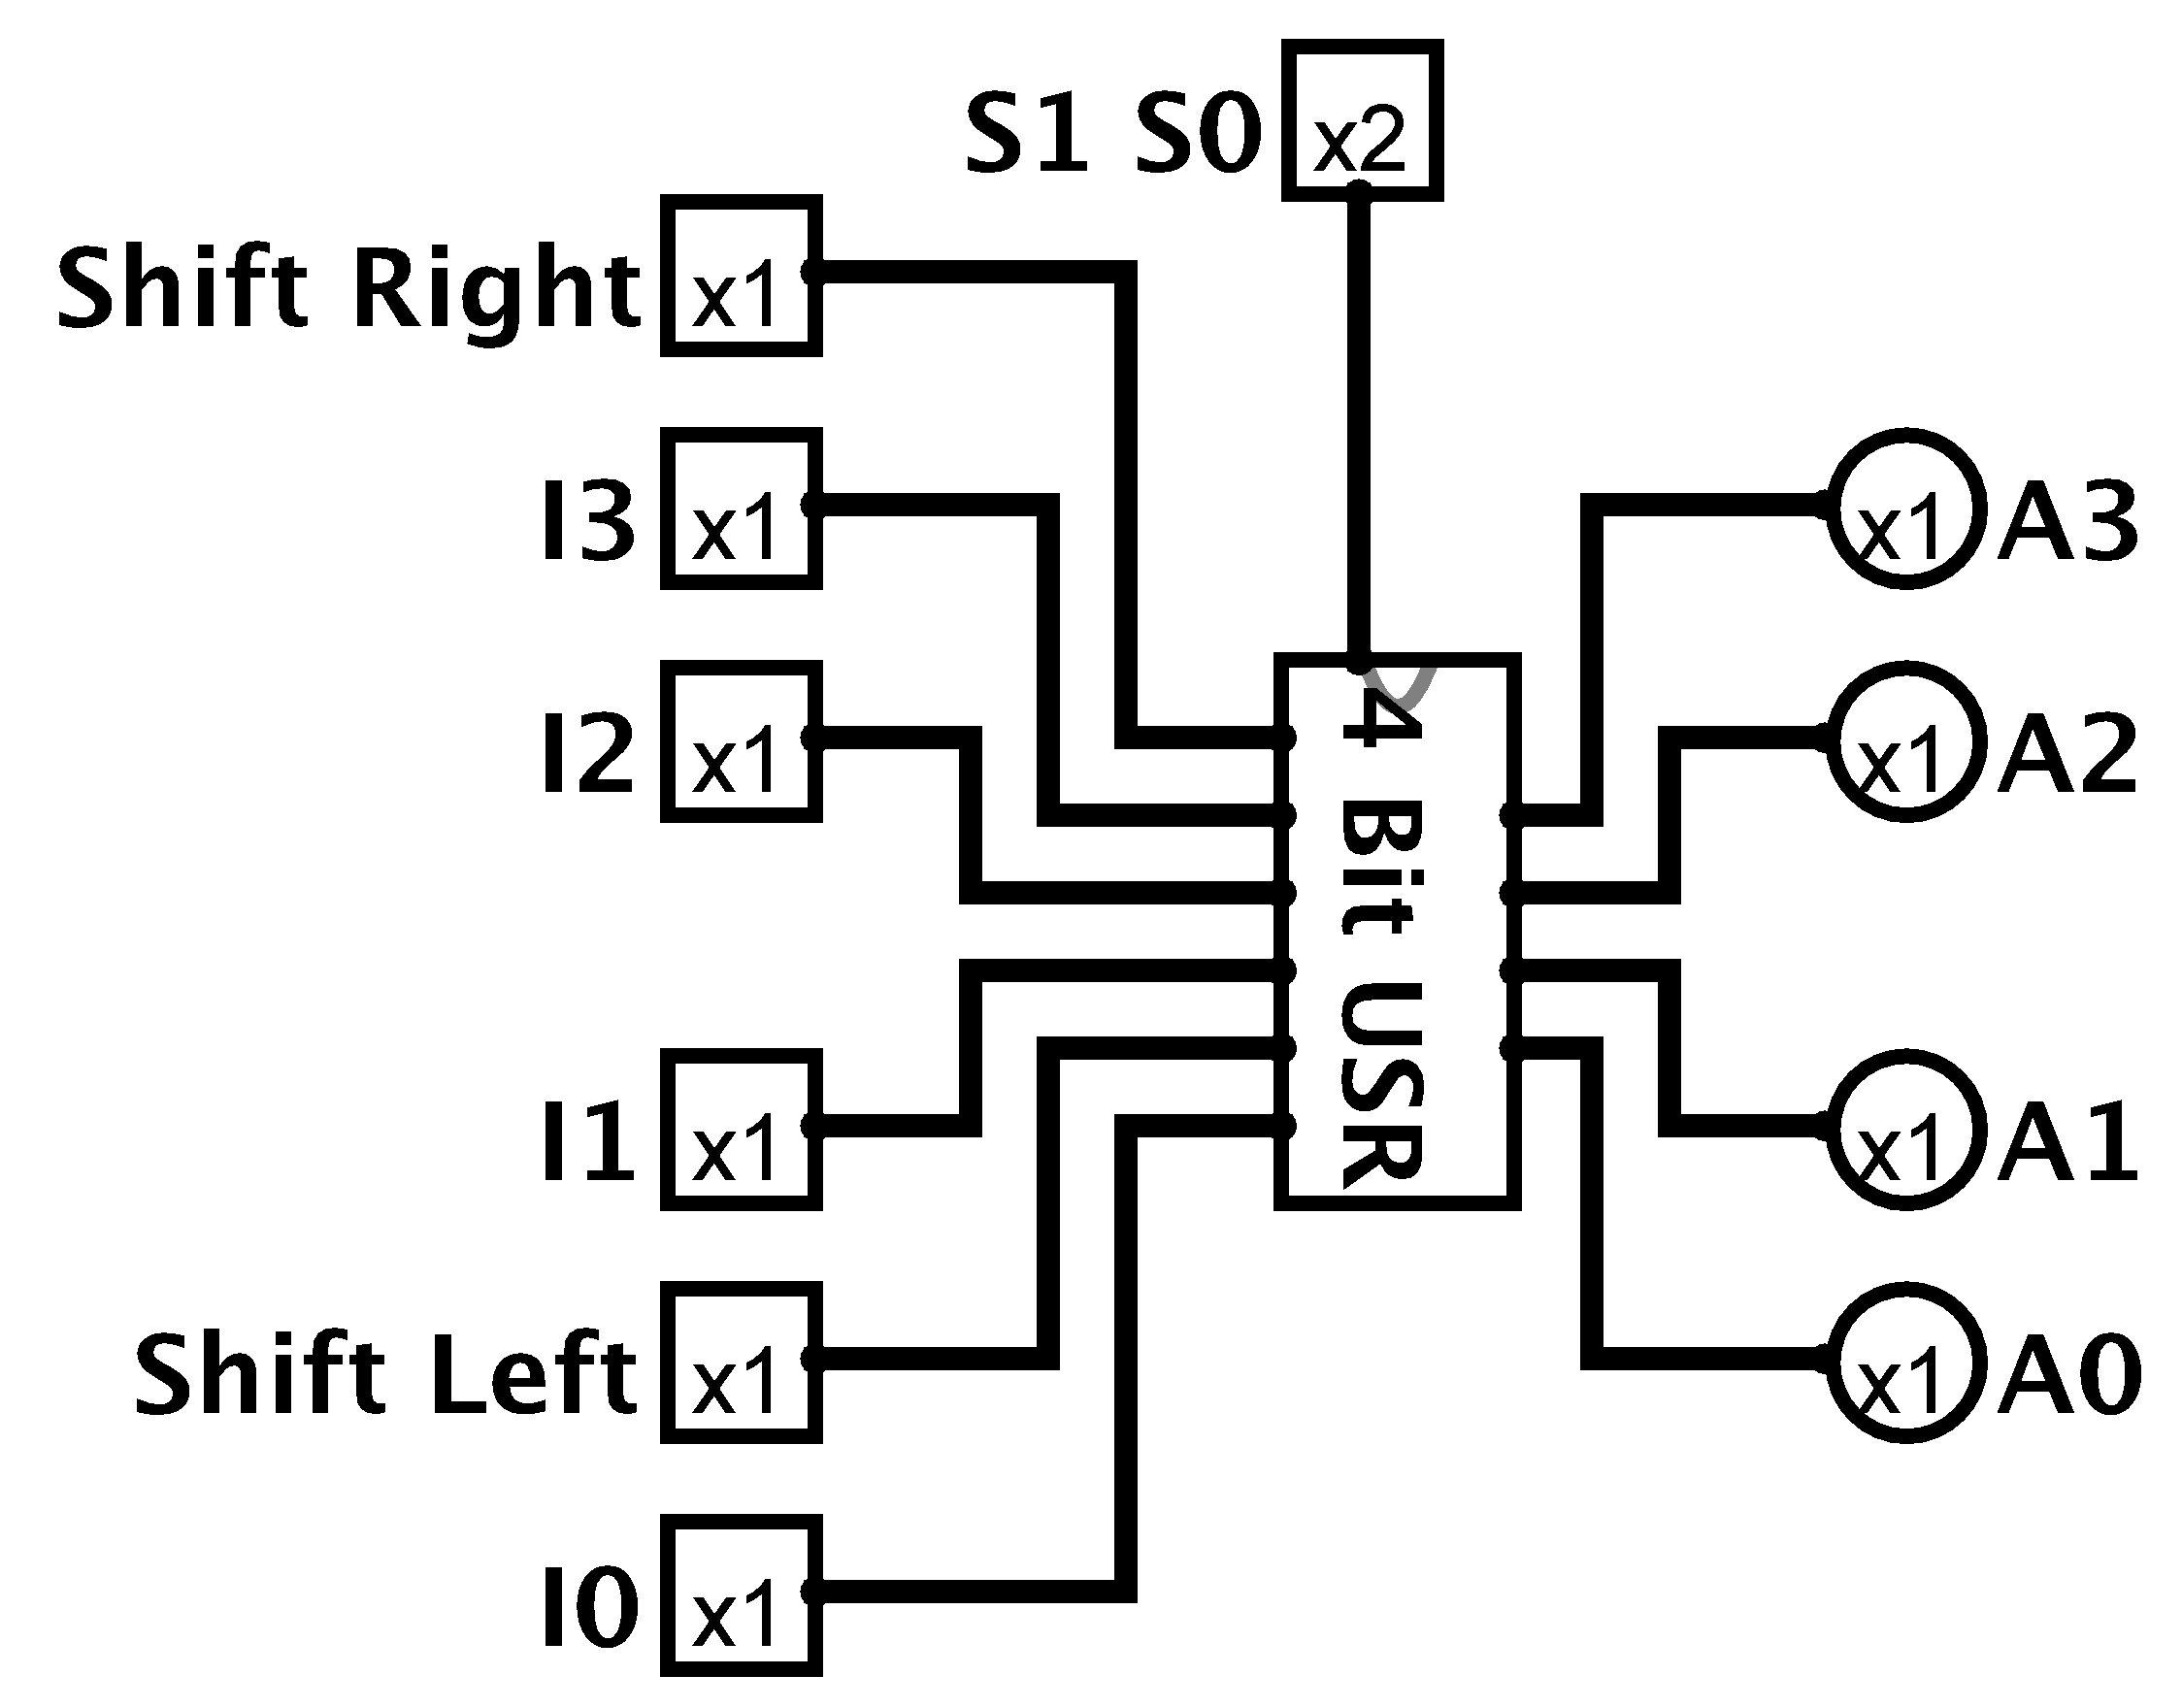 S1 S0 x2
Shift Right x1
I3 x1
x1 A3
I2 x1
x1 A2
4 Bit USR
I1 x1
x1 A1
Shift Left x1
x1 A0
I0 x1